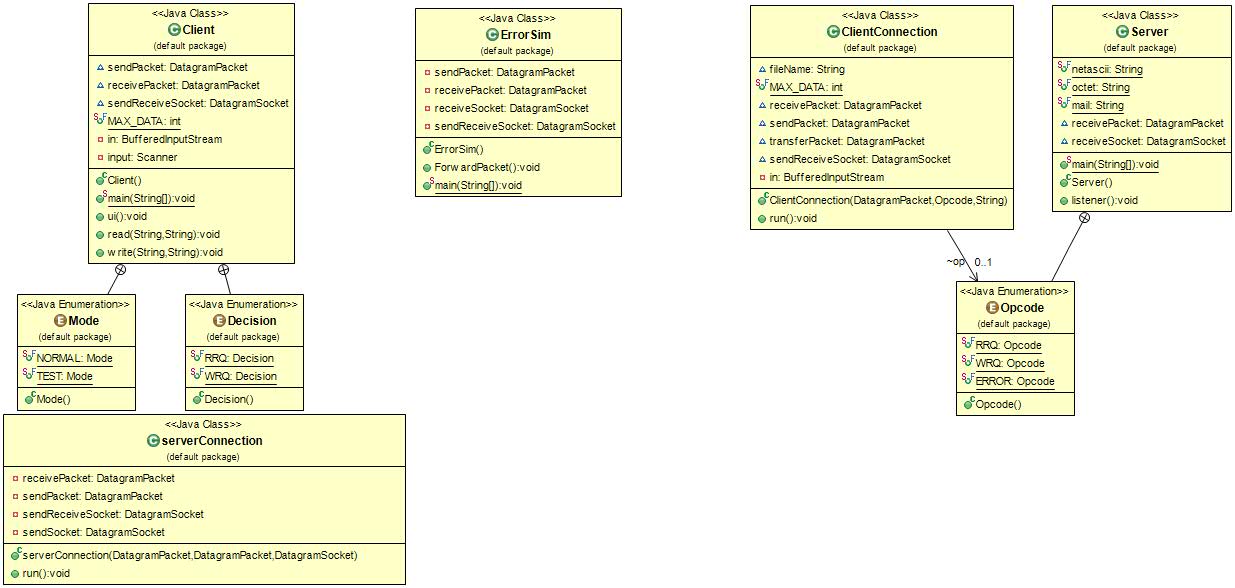 <<Java Class>>
Client
(default package)
sendPacket: DatagramPacket
receivePacket: DatagramPacket
sendReceiveSocket: DatagramSocket
MAX_DATA: int
in: BufferedInputStream
input: Scanner
Client()
main(String[]):void
ui():void
read(String,String):void
write(String,String):void
<<Java Class>>
ErrorSim
(default package)
sendPacket: DatagramPacket
receivePacket: DatagramPacket
receiveSocket: DatagramSocket
sendReceiveSocket: DatagramSocket
ErrorSim()
ForwardPacket():void
main(String[]):void
<<Java Class>>
ClientConnection
(default package)
fileName: String
MAX_DATA: int
receivePacket: DatagramPacket
sendPacket: DatagramPacket
transferPacket: DatagramPacket
sendReceiveSocket: DatagramSocket
in: BufferedInputStream
ClientConnection(DatagramPacket,Opcode,String)
run():void
<<Java Class>>
Server
(default package)
netascii: String
octet: String
mail: String
receivePacket: DatagramPacket
receiveSocket: DatagramSocket
main(String[]):void
Server()
listener():void
~op 0..1
<<Java Enumeration>>
Mode
(default package)
NORMAL: Mode
TEST: Mode
Mode()
<<Java Enumeration>>
Decision
(default package)
RRQ: Decision
WRQ: Decision
Decision()
<<Java Enumeration>>
Opcode
(default package)
RRQ: Opcode
WRQ: Opcode
ERROR: Opcode
Opcode()
<<Java Class>>
serverConnection
(default package)
receivePacket: DatagramPacket
sendPacket: DatagramPacket
sendReceiveSocket: DatagramSocket
sendSocket: DatagramSocket
serverConnection(DatagramPacket,DatagramPacket,DatagramSocket)
run():void